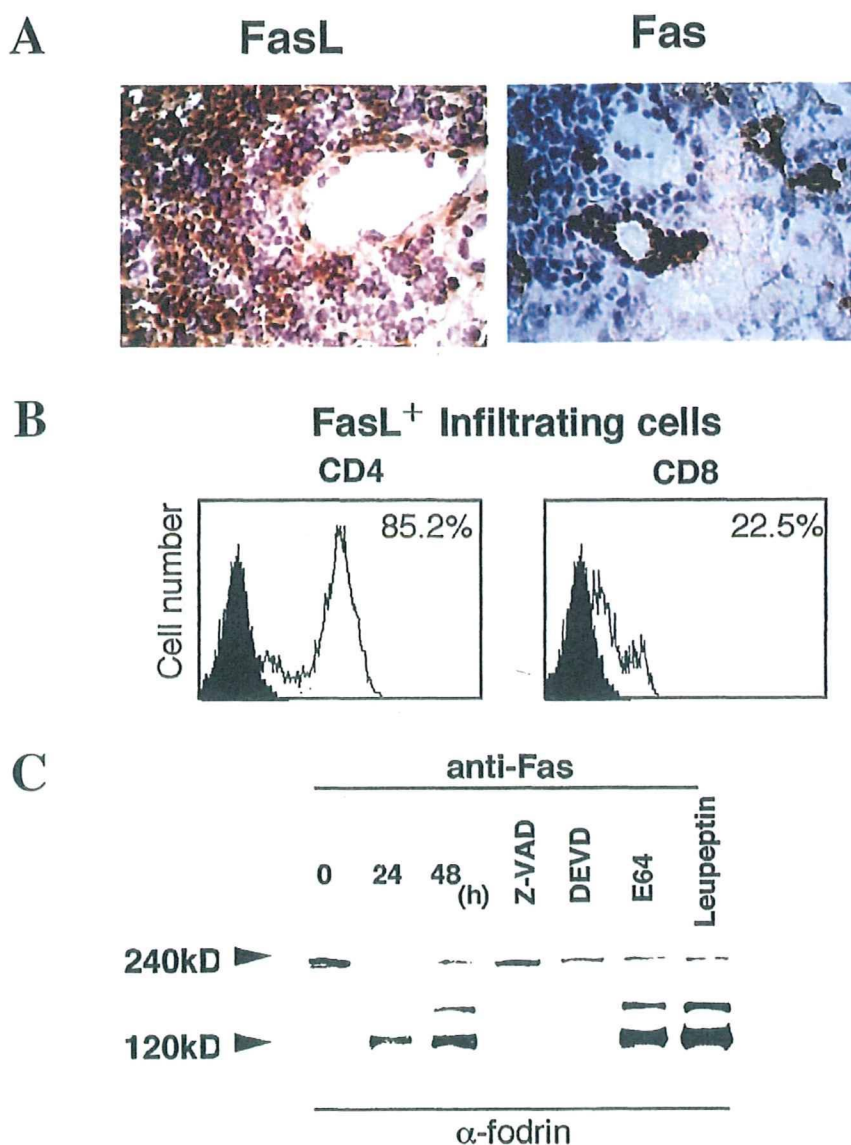 A
FasL
Fas
B
FasL+ Infiltrating cells
CD4
CD8
Cell number
85.2%
22.5%
C
anti-Fas
0 24 48 (h) Z-VAD DEVD E64 Leupeptin
240kD
120kD
α-fodrin